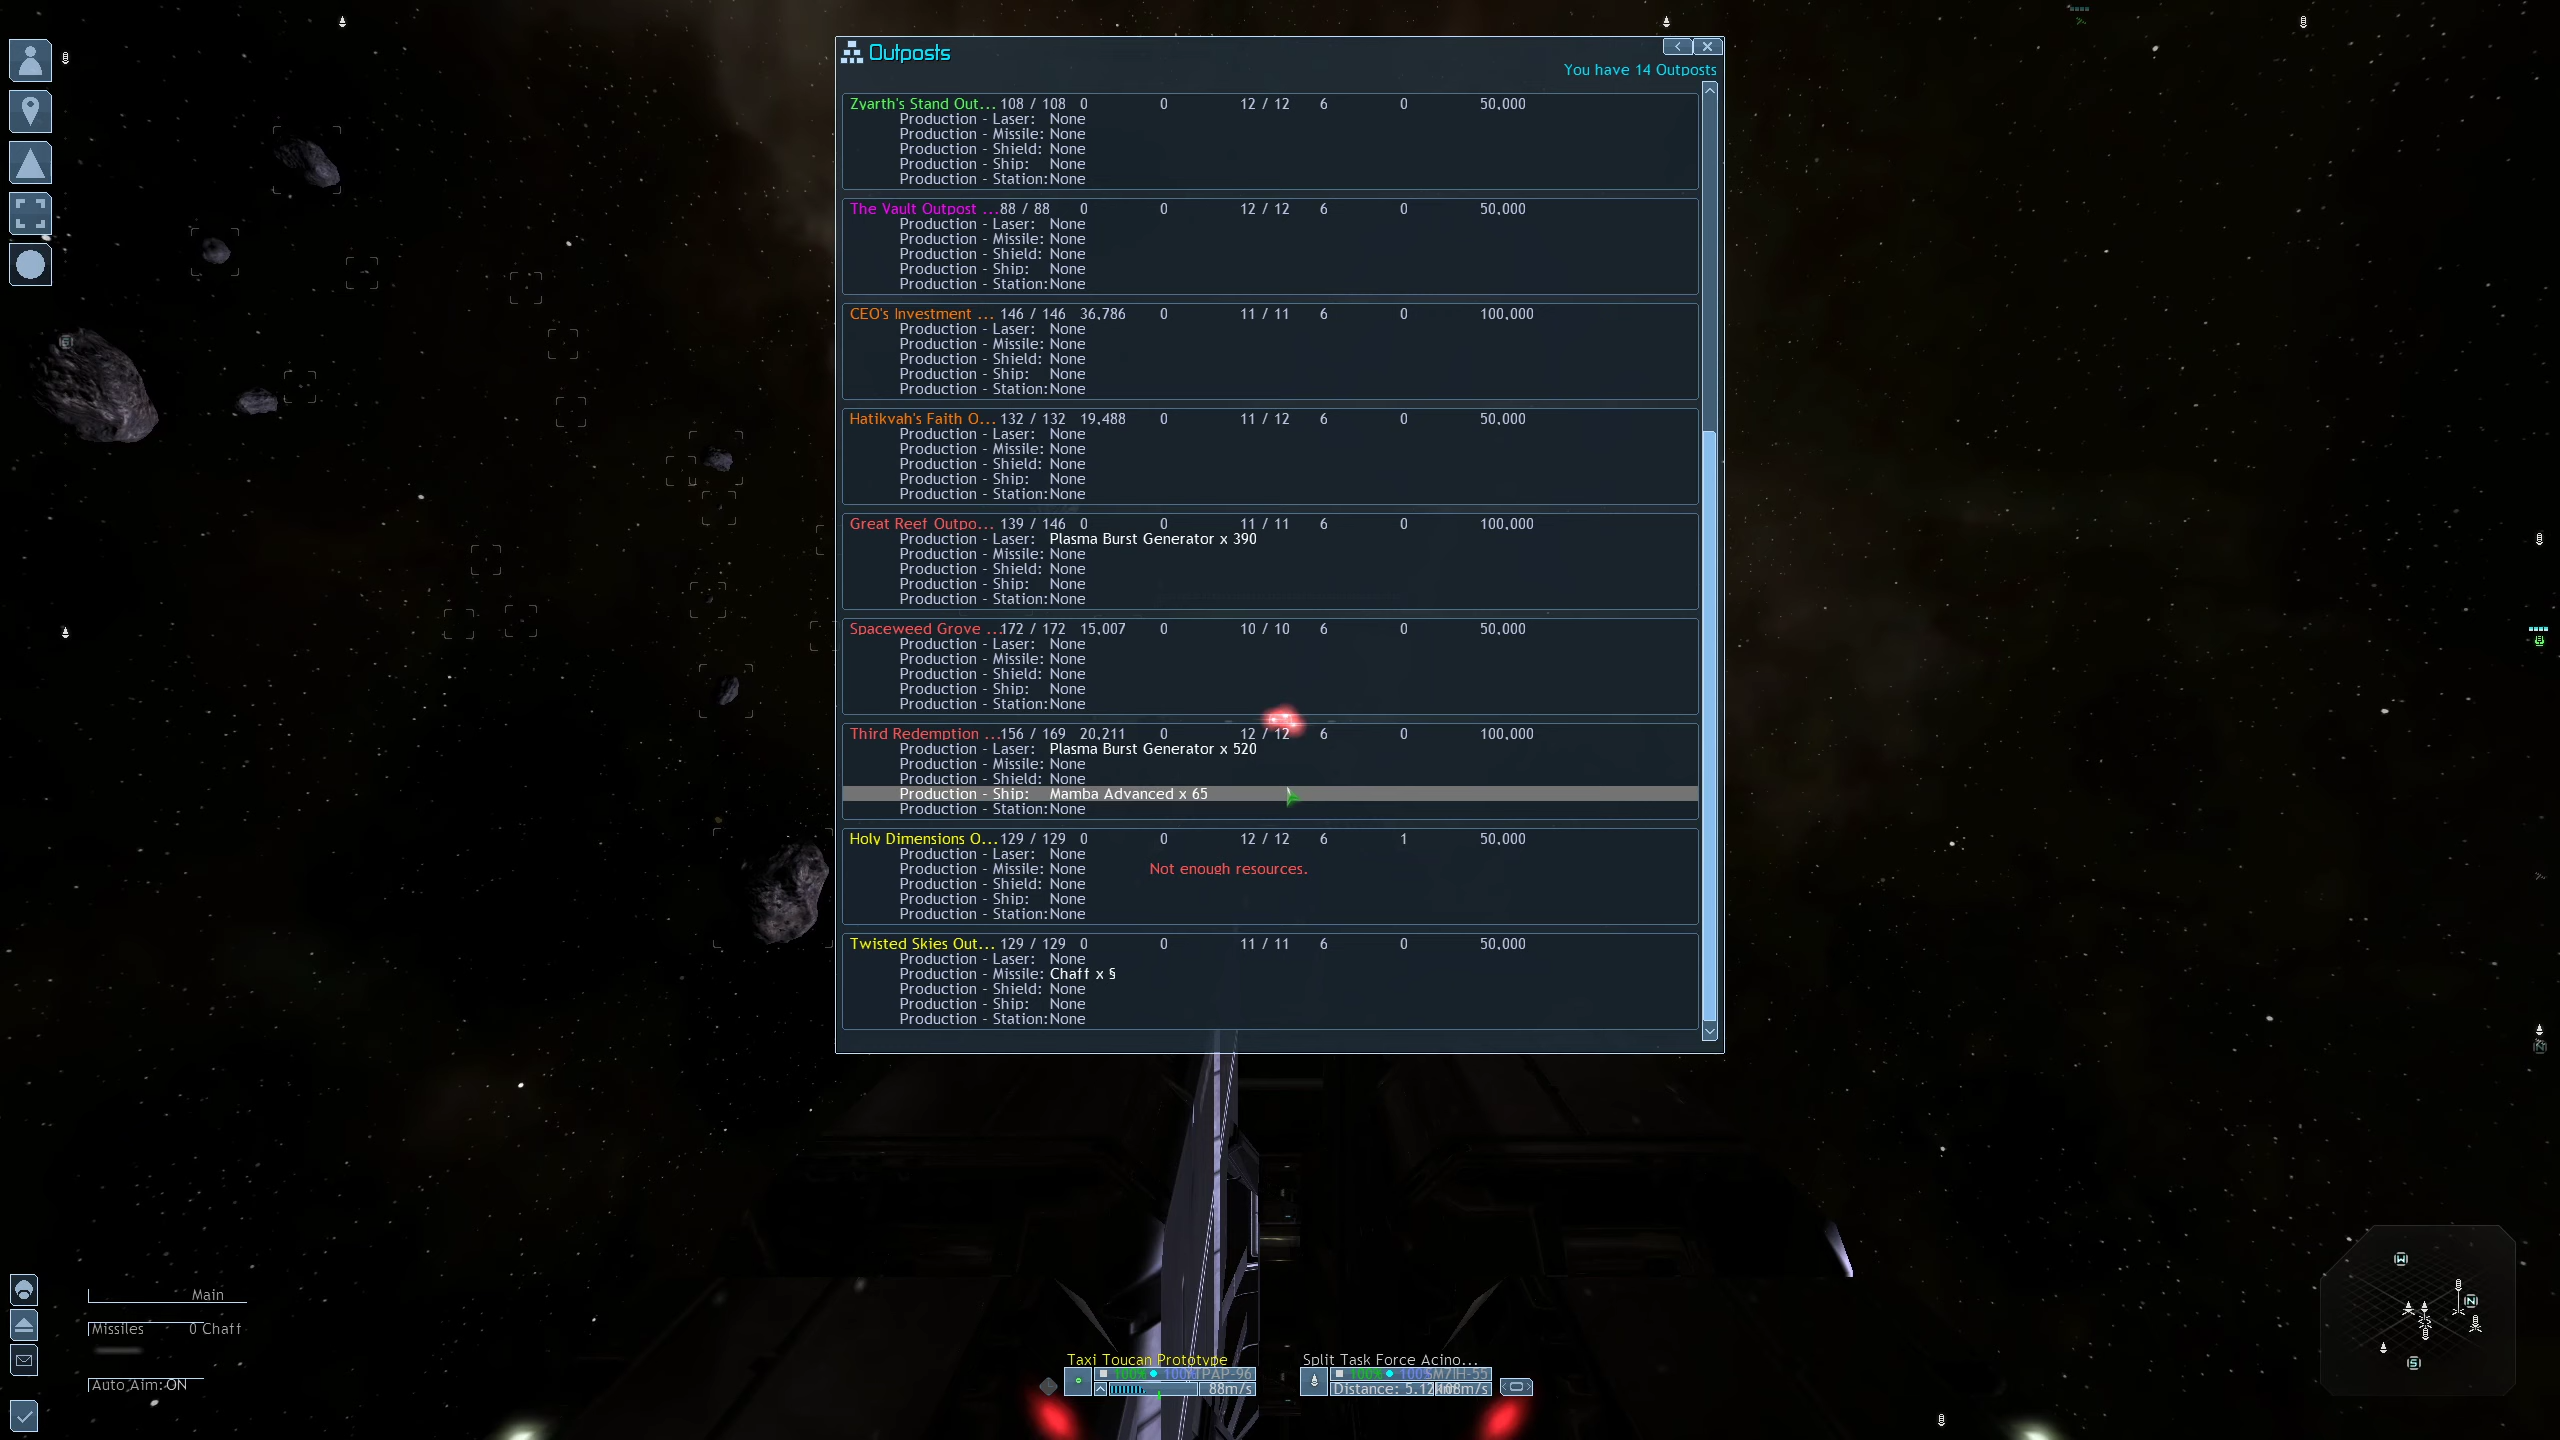 Outposts
You have 14 Outposts
Zyarth's Stand Out... 108 / 108 0 0 12 / 12 6 0 50,000
Production - Laser: None
Production - Missile: None
Production - Shield: None
Production - Ship: None
Production - Station: None
The Vault Outpost ... 88 / 88 0 0 12 / 12 6 0 50,000
Production - Laser: None
Production - Missile: None
Production - Shield: None
Production - Ship: None
Production - Station: None
CEO's Investment ... 146 / 146 36,786 0 11 / 11 6 0 100,000
Production - Laser: None
Production - Missile: None
Production - Shield: None
Production - Ship: None
Production - Station: None
Hatikvah's Faith O... 132 / 132 19,488 0 11 / 12 6 0 50,000
Production - Laser: None
Production - Missile: None
Production - Shield: None
Production - Ship: None
Production - Station: None
Great Reef Outpo... 139 / 146 0 0 11 / 11 6 0 100,000
Production - Laser: Plasma Burst Generator x 390
Production - Missile: None
Production - Shield: None
Production - Ship: None
Production - Station: None
Spaceweed Grove ... 172 / 172 15,007 0 10 / 10 6 0 50,000
Production - Laser: None
Production - Missile: None
Production - Shield: None
Production - Ship: None
Production - Station: None
Third Redemption ... 156 / 169 20,211 0 12 / 12 6 0 100,000
Production - Laser: Plasma Burst Generator x 520
Production - Missile: None
Production - Shield: None
Production - Ship: Mamba Advanced x 65
Production - Station: None
Holy Dimensions O... 129 / 129 0 0 12 / 12 6 1 50,000
Production - Laser: None
Production - Missile: None Not enough resources.
Production - Shield: None
Production - Ship: None
Production - Station: None
Twisted Skies Out... 129 / 129 0 0 11 / 11 6 0 50,000
Production - Laser: None
Production - Missile: Chaff x §
Production - Shield: None
Production - Ship: None
Production - Station: None
Main
Missiles 0 Chaff
Auto Aim: ON
Taxi Toucan Prototype
100% 100% PAP-96
88m/s
Split Task Force Acino...
100% 100%
Distance:
N
S